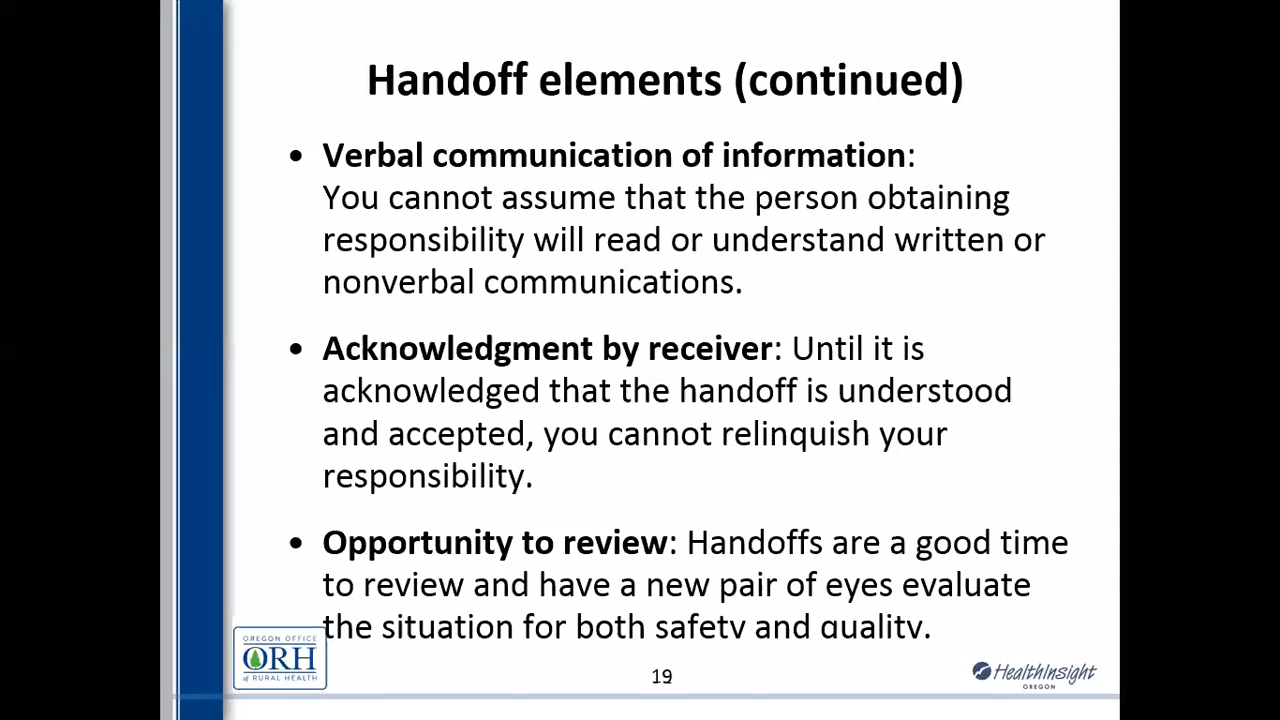 Handoff elements (continued)
• Verbal communication of information:
You cannot assume that the person obtaining
responsibility will read or understand written or
nonverbal communications.
• Acknowledgment by receiver: Until it is
acknowledged that the handoff is understood
and accepted, you cannot relinquish your
responsibility.
• Opportunity to review: Handoffs are a good time
to review and have a new pair of eyes evaluate
the situation for both safety and quality.
OREGON OFFICE
ORH
of RURAL HEALTH
19
HealthInsight
OREGON